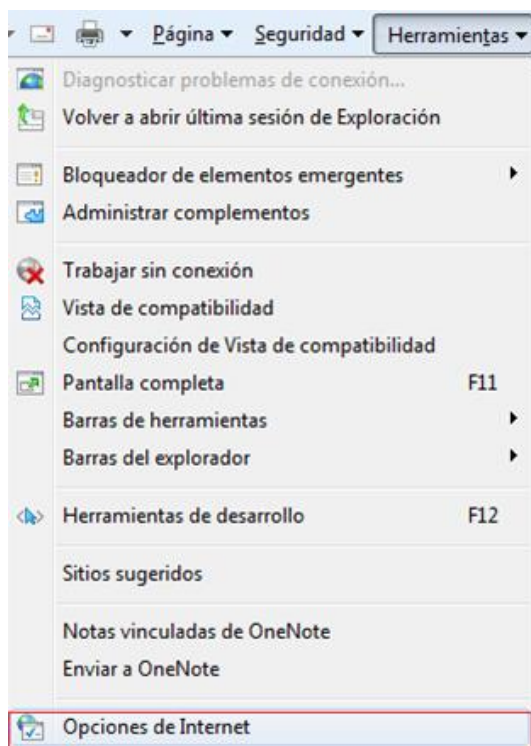 Página Seguridad Herramientas
Diagnosticar problemas de conexión...
Volver a abrir última sesión de Exploración
Bloqueador de elementos emergentes
Administrar complementos
Trabajar sin conexión
Vista de compatibilidad
Configuración de Vista de compatibilidad
Pantalla completa F11
Barras de herramientas
Barras del explorador
Herramientas de desarrollo F12
Sitios sugeridos
Notas vinculadas de OneNote
Enviar a OneNote
Opciones de Internet